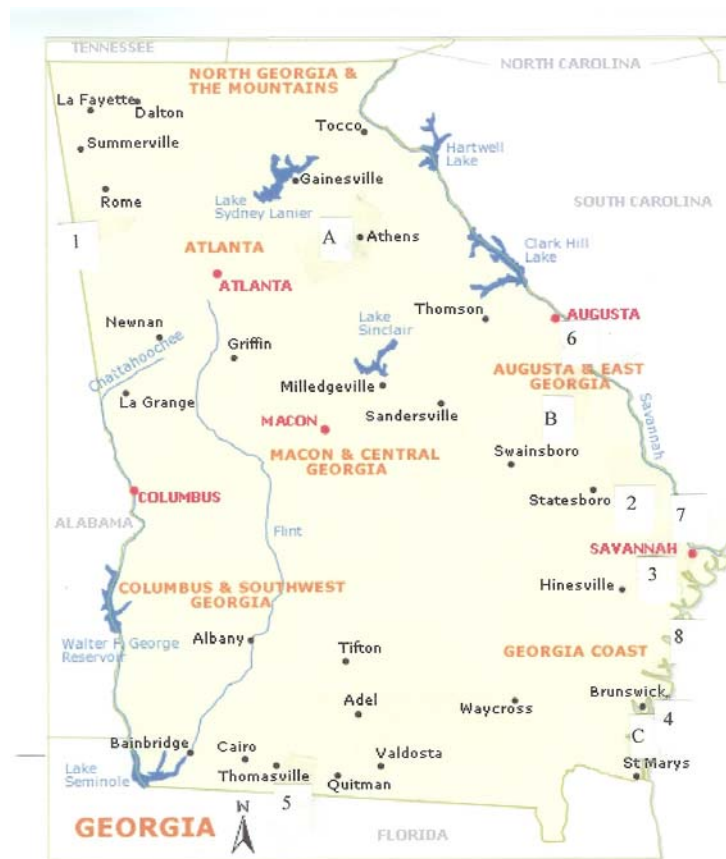 TENNESSEE
NORTH CAROLINA
NORTH GEORGIA &
THE MOUNTAINS
La Fayette
Dalton
Tocco
Summerville
Hartwell
Lake
Gainesville
Rome
Lake
Sydney Lanier
SOUTH CAROLINA
1
A
Athens
ATLANTA
Clark Hill
Lake
ATLANTA
Thomson
AUGUSTA
Lake
Sinclair
6
Newnan
Griffin
Chattahoochee
AUGUSTA & EAST
GEORGIA
Milledgeville
La Grange
Sandersville
B
Savannah
MACON
MACON & CENTRAL
GEORGIA
Swainsboro
COLUMBUS
Statesboro
2
7
ALABAMA
Flint
SAVANNAH
3
COLUMBUS & SOUTHWEST
GEORGIA
Hinesville
Walter F. George
Reservoir
Albany
Tifton
GEORGIA COAST
8
Adel
Waycross
Brunswick
4
Bainbridge
Cairo
Valdosta
C
Lake
Seminole
Thomasville
Quitman
St Marys
5
N
GEORGIA
FLORIDA